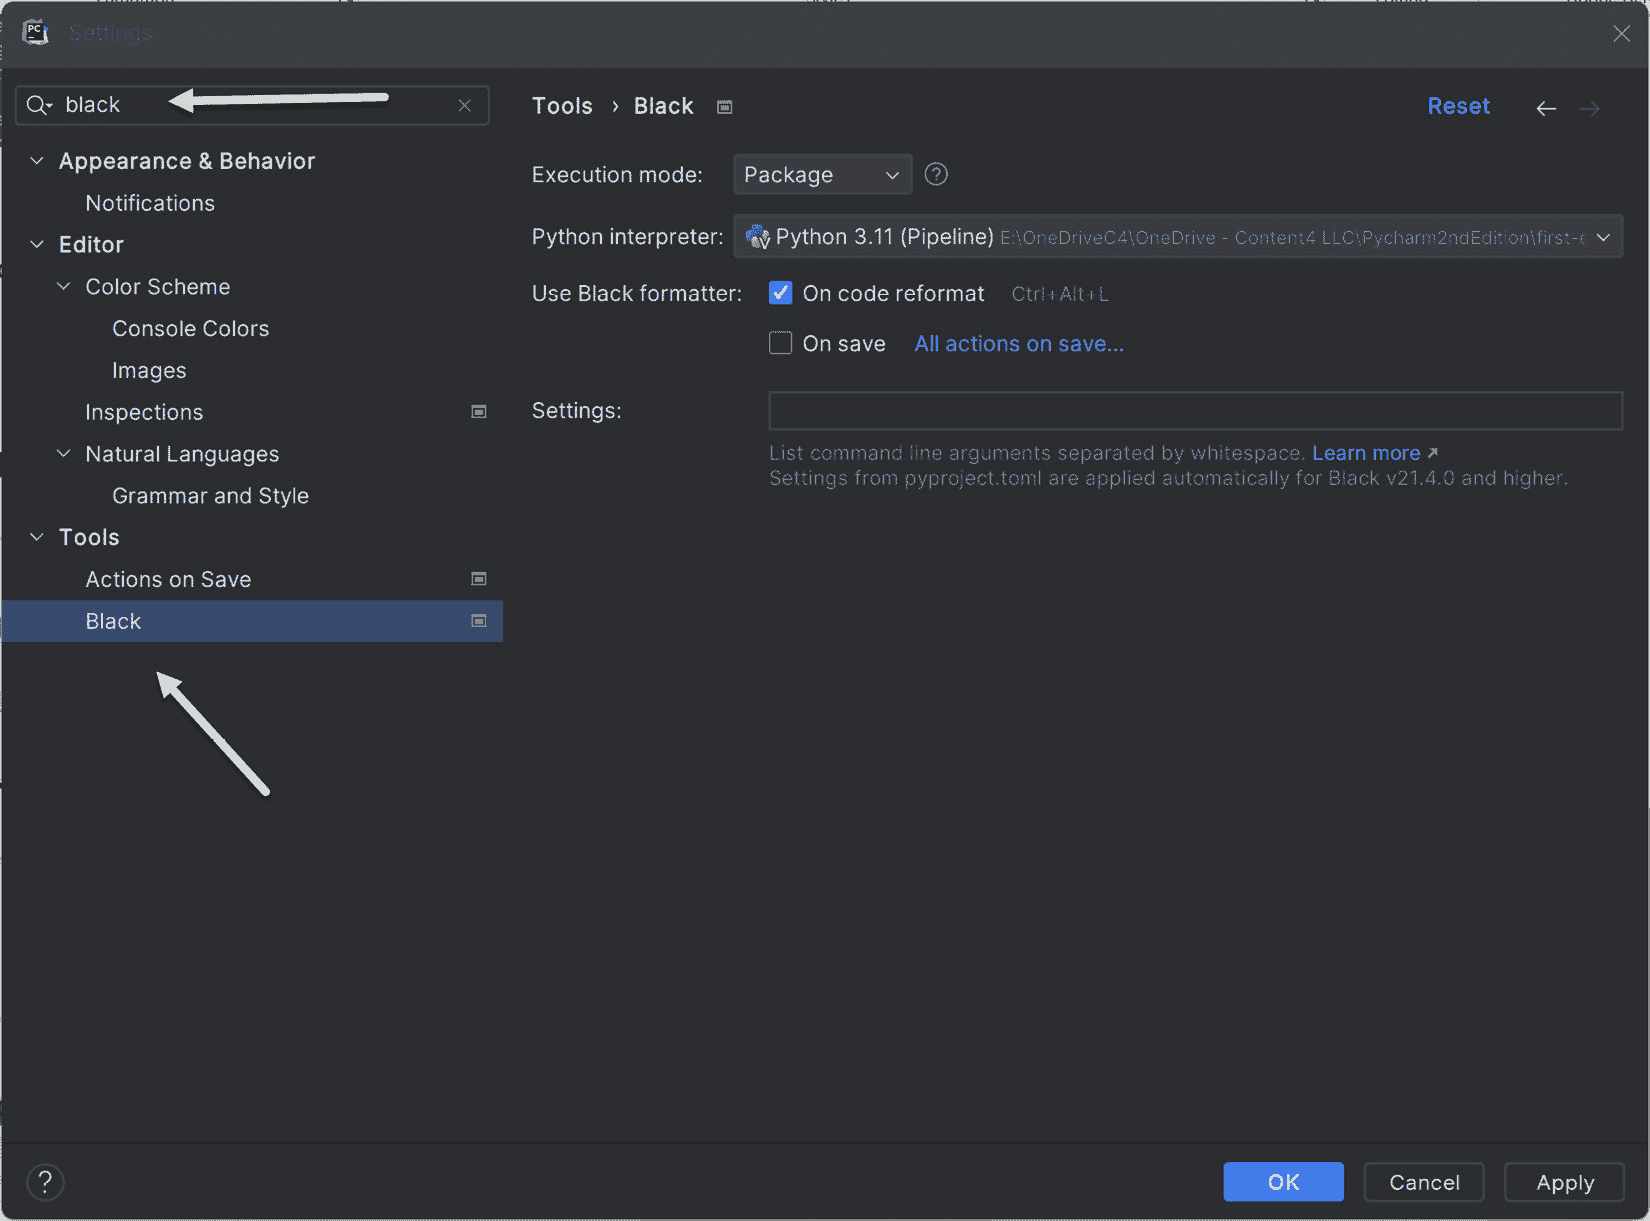 PC Settings
black
Appearance & Behavior
Notifications
Editor
Color Scheme
Console Colors
Images
Inspections
Natural Languages
Grammar and Style
Tools
Actions on Save
Black
Tools › Black
Reset
Execution mode: Package ?
Python interpreter: Python 3.11 (Pipeline) E:\OneDriveC4\OneDrive - Content4 LLC\Pycharm2ndEdition\first-
Use Black formatter: On code reformat Ctrl+Alt+L
On save All actions on save...
Settings:
List command line arguments separated by whitespace. Learn more ↗
Settings from pyproject.toml are applied automatically for Black v21.4.0 and higher.
? OK Cancel Apply